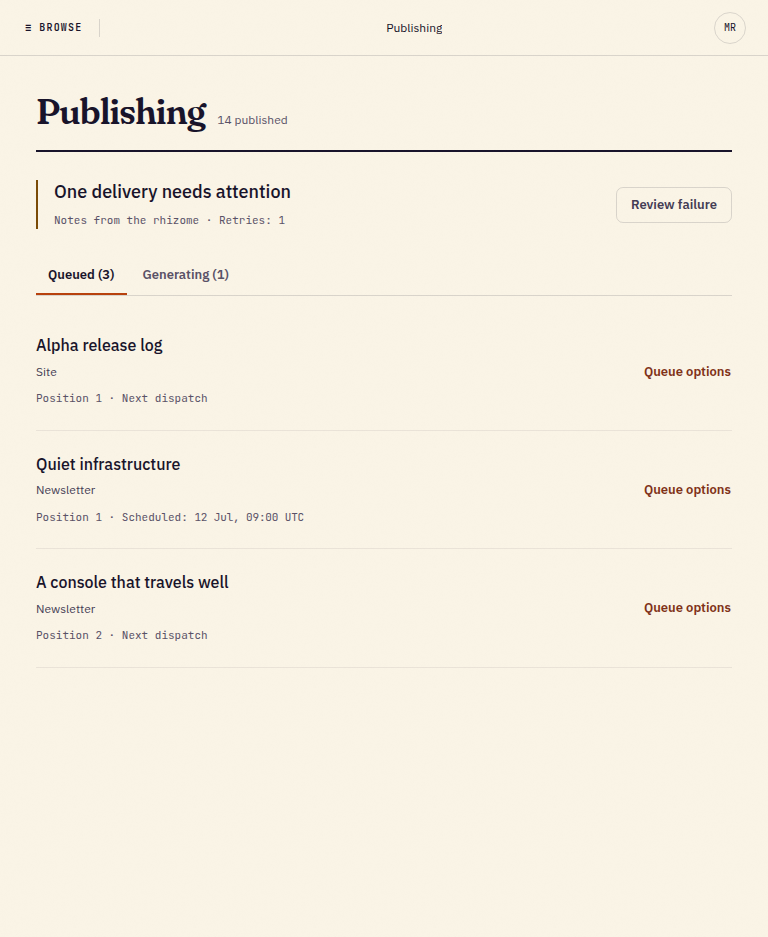 ≡ BROWSE
Publishing
MR
Publishing 14 published
One delivery needs attention
Notes from the rhizome · Retries: 1
Review failure
Queued (3) Generating (1)
Alpha release log
Site
Queue options
Position 1 · Next dispatch
Quiet infrastructure
Newsletter
Queue options
Position 1 · Scheduled: 12 Jul, 09:00 UTC
A console that travels well
Newsletter
Queue options
Position 2 · Next dispatch